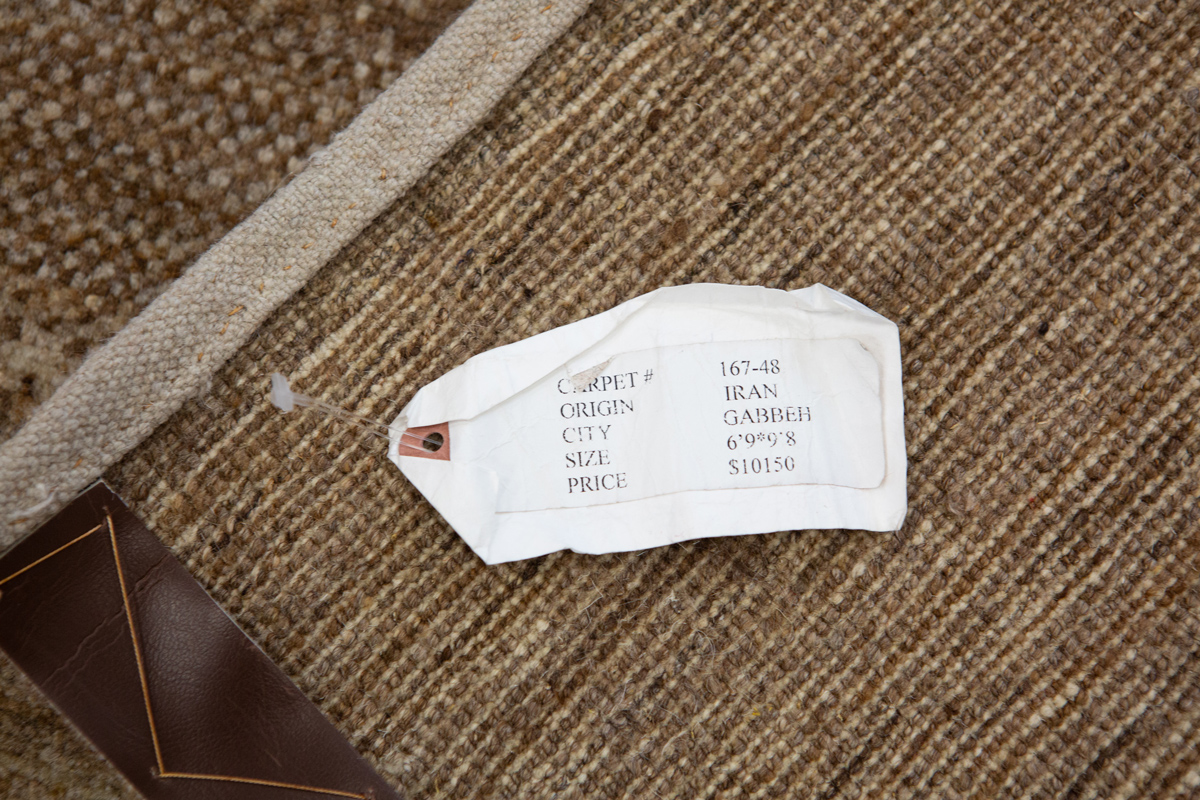 CARPET # 167-48
ORIGIN IRAN
CITY GABBEH
SIZE 6'9*9'8
PRICE $10150